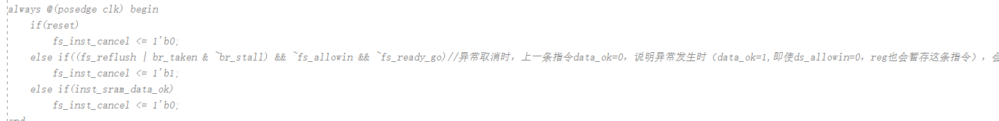 always @(posedge clk) begin
    if(reset)
        fs_inst_cancel <= 1'b0;
    else if((fs_reflush | br_taken & ~br_stall) && ~fs_allowin && ~fs_ready_go)//异常取消时，上一条指令data_ok=0，说明异常发生时（data_ok=1,即使ds_allowin=0，reg也会暂存这条指令），会
        fs_inst_cancel <= 1'b1;
    else if(inst_sram_data_ok)
        fs_inst_cancel <= 1'b0;
end